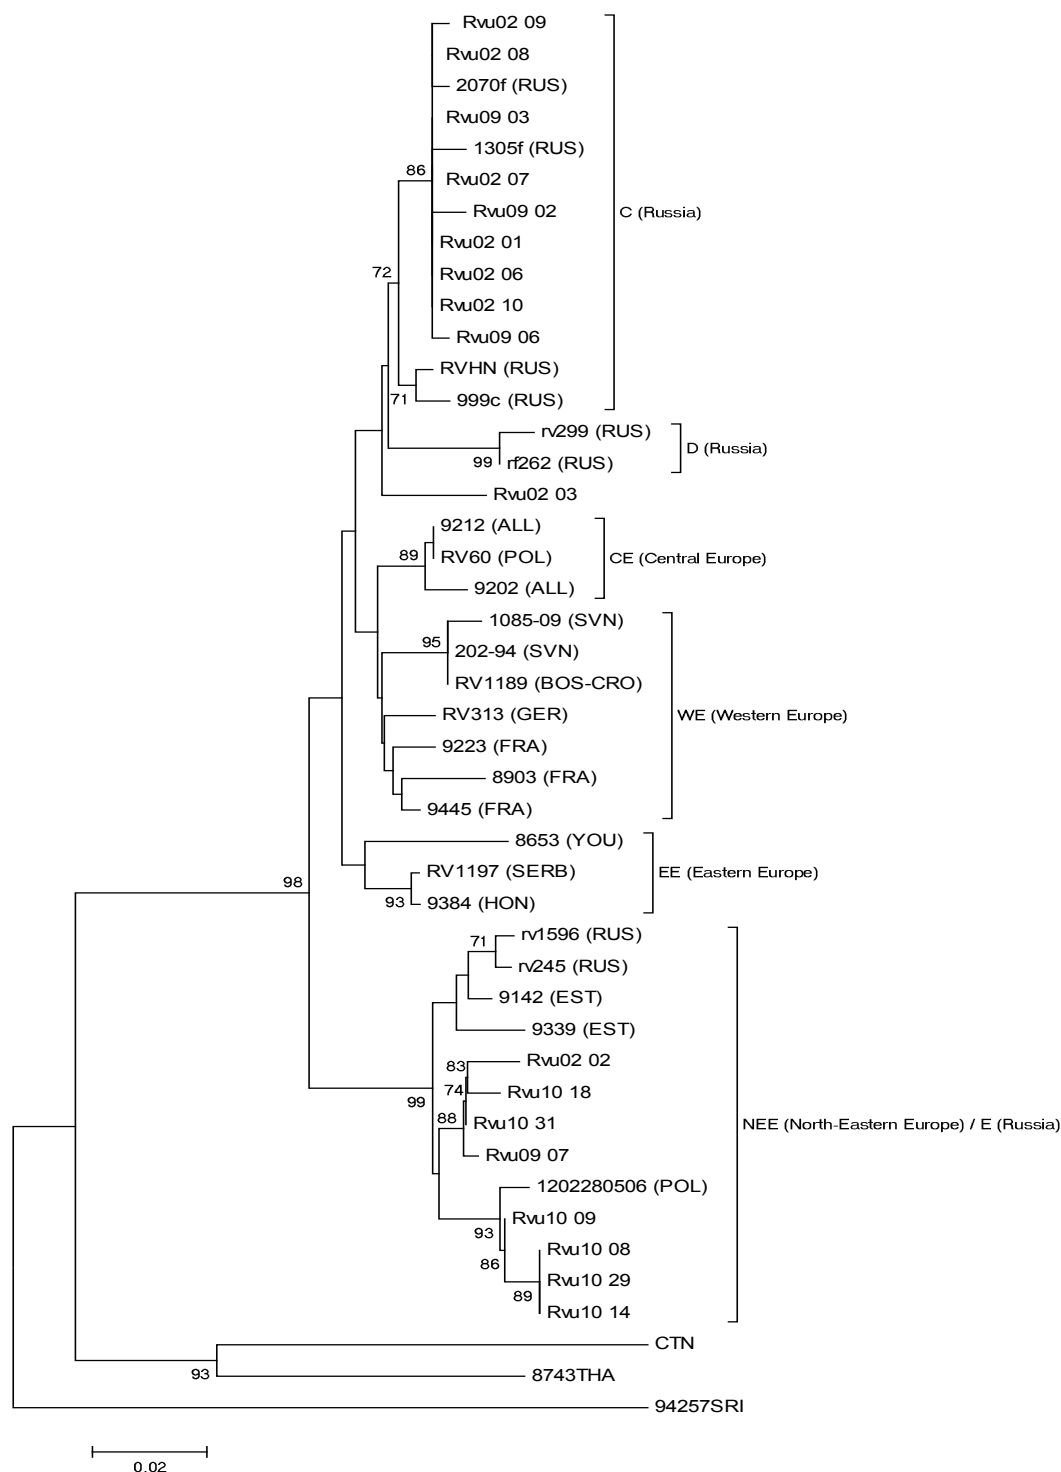 Rvu02 09
Rvu02 08
2070f (RUS)
Rvu09 03
1305f (RUS)
86
Rvu02 07
Rvu09 02
C (Russia)
Rvu02 01
72
Rvu02 06
Rvu02 10
Rvu09 06
RVHN (RUS)
71
999c (RUS)
rv299 (RUS)
D (Russia)
99
rf262 (RUS)
Rvu02 03
9212 (ALL)
89
RV60 (POL)
CE (Central Europe)
9202 (ALL)
1085-09 (SVN)
95
202-94 (SVN)
RV1189 (BOS-CRO)
RV313 (GER)
WE (Western Europe)
9223 (FRA)
8903 (FRA)
9445 (FRA)
8653 (YOU)
RV1197 (SERB)
EE (Eastern Europe)
98
93
9384 (HON)
rv1596 (RUS)
71
rv245 (RUS)
9142 (EST)
9339 (EST)
Rvu02 02
83
74
Rvu10 18
99
88
Rvu10 31
NEE (North-Eastern Europe) / E (Russia)
Rvu09 07
1202280506 (POL)
Rvu10 09
93
Rvu10 08
86
Rvu10 29
89
Rvu10 14
CTN
93
8743THA
94257SRI
0.02